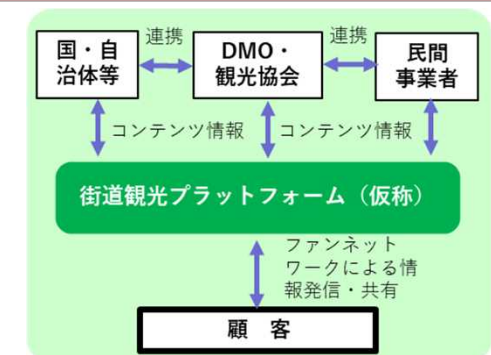 連携
連携
国・自
治体等
DMO・
観光協会
民間
事業者
コンテンツ情報
コンテンツ情報
街道観光プラットフォーム（仮称）
ファンネット
ワークによる情
報発信・共有
顧　客